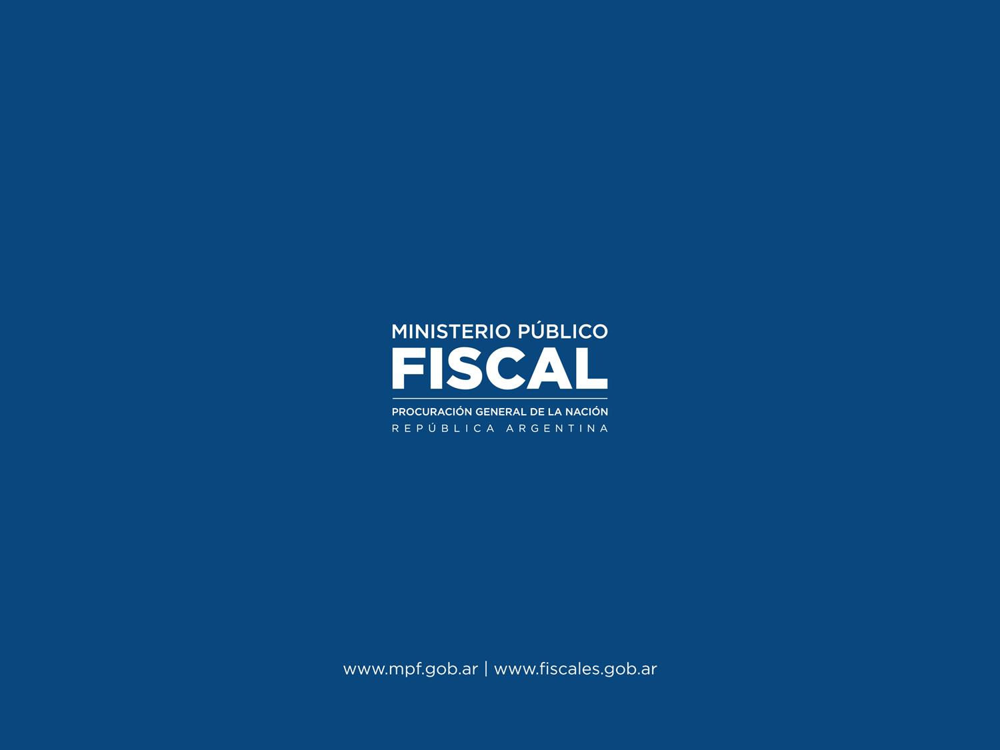 MINISTERIO PÚBLICO
FISCAL
PROCURACIÓN GENERAL DE LA NACIÓN
REPÚBLICA ARGENTINA
www.mpf.gob.ar | www.fiscales.gob.ar